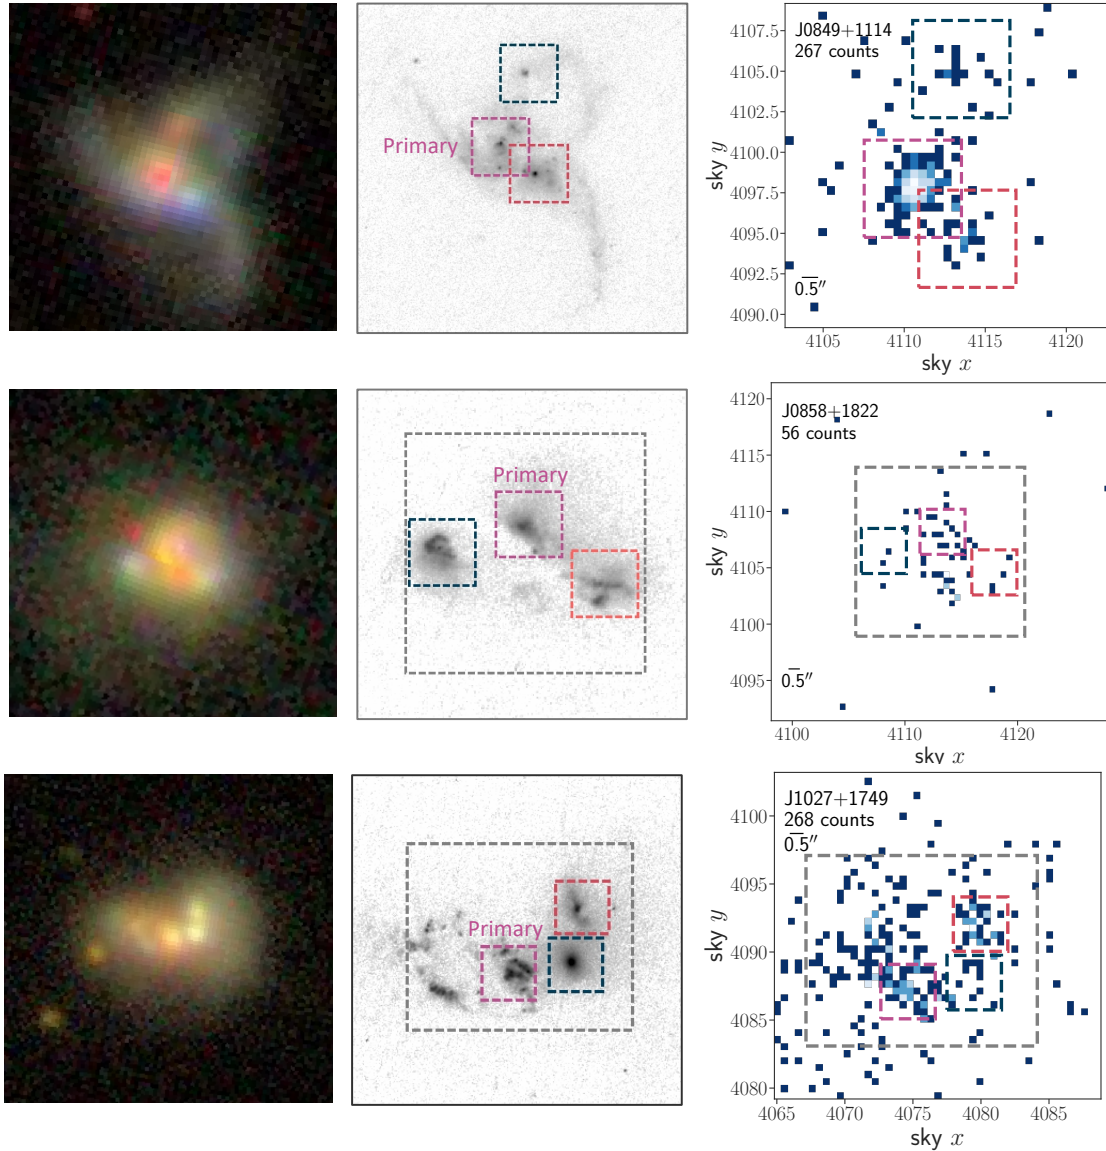 Primary
J0849+1114
267 counts
4107.5
4105.0
4102.5
4100.0
4097.5
4095.0
4092.5
4090.0
sky y
0.5″
4105
4110
4115
4120
sky x
Primary
J0858+1822
56 counts
4120
4115
4110
4105
4100
4095
sky y
0.5″
4100
4110
4120
sky x
Primary
J1027+1749
268 counts
0.5″
4100
4095
4090
4085
4080
sky y
4065
4070
4075
4080
4085
sky x